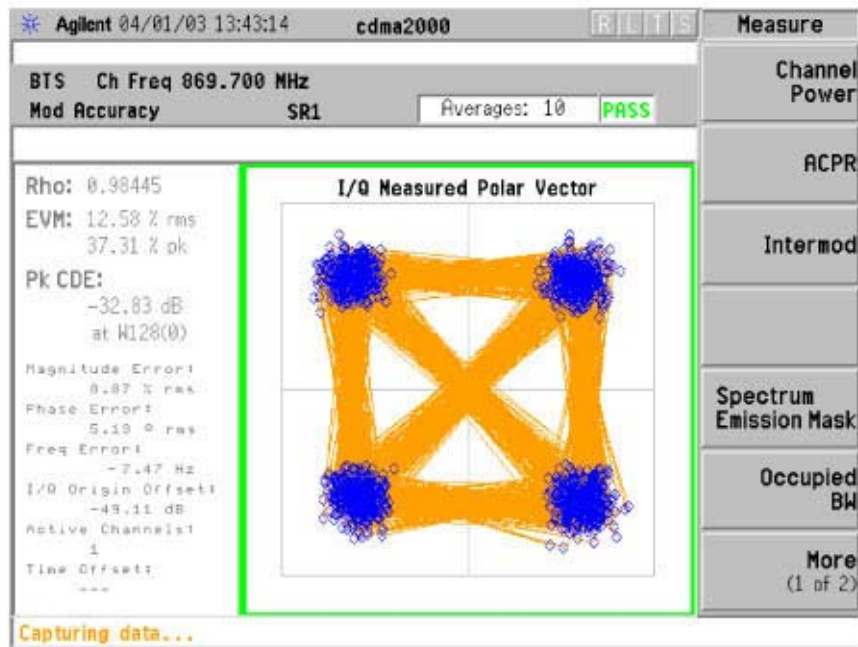 Agilent 04/01/03 13:43:14 cdma2000 R L T S Measure
BTS Ch Freq 869.700 MHz
Mod Accuracy SR1 Averages: 10 PASS
Rho: 0.98445
EVM: 12.58 % rms
37.31 % pk
Pk CDE:
-32.83 dB
at W128(0)
Magnitude Error:
8.87 % rms
Phase Error:
5.19 º rms
Freq Error:
-7.47 Hz
I/Q Origin Offset:
-49.11 dB
Active Channels:
1
Time Offset:
---
I/Q Measured Polar Vector
Channel
Power
ACPR
Intermod
Spectrum
Emission Mask
Occupied
BW
More
(1 of 2)
Capturing data...